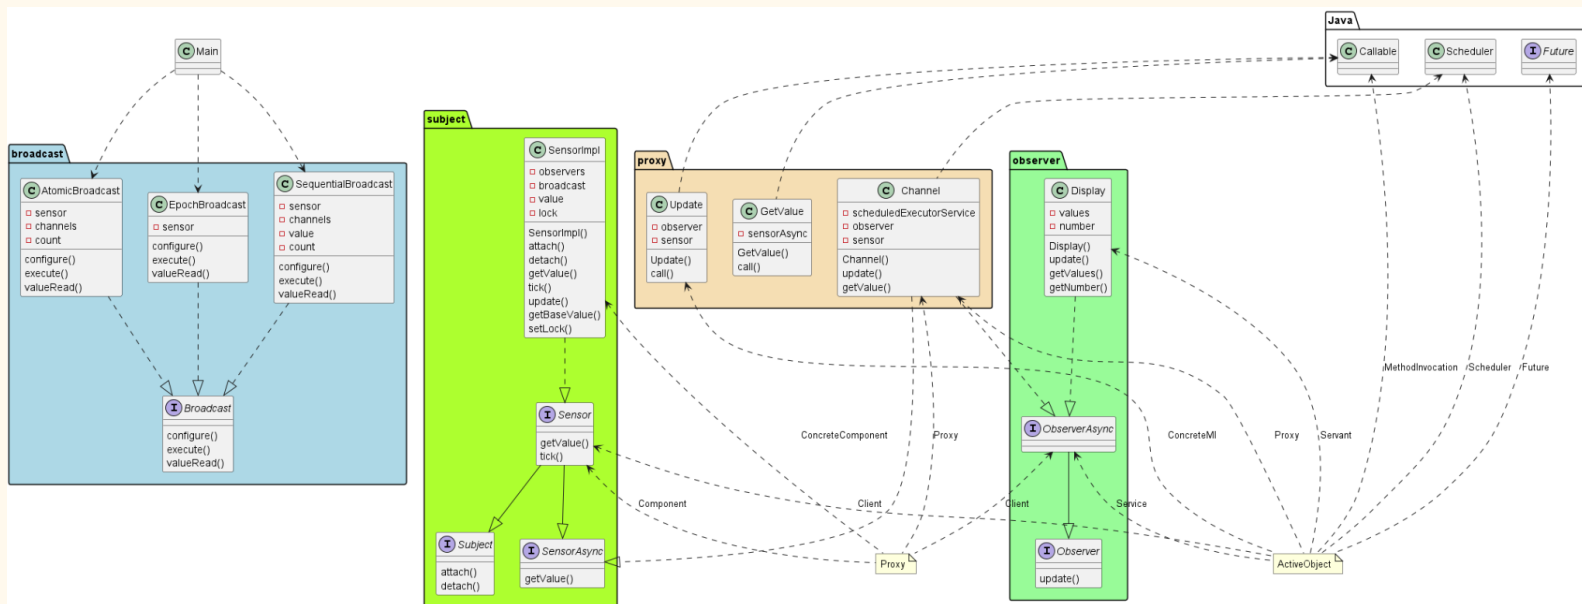 Java
Main
Callable
Scheduler
Future
broadcast
AtomicBroadcast
sensor
channels
count
configure()
execute()
valueRead()
EpochBroadcast
sensor
configure()
execute()
valueRead()
SequentialBroadcast
sensor
channels
value
count
configure()
execute()
valueRead()
Broadcast
configure()
execute()
valueRead()
subject
SensorImpl
observers
broadcast
value
lock
SensorImpl()
attach()
detach()
getValue()
tick()
update()
getBaseValue()
setLock()
Sensor
getValue()
tick()
Subject
attach()
detach()
SensorAsync
getValue()
proxy
Update
observer
sensor
Update()
call()
GetValue
sensorAsync
GetValue()
call()
Channel
scheduledExecutorService
observer
sensor
Channel()
update()
getValue()
observer
Display
values
number
Display()
update()
getValues()
getNumber()
ObserverAsync
Observer
update()
MethodInvocation
Scheduler
Future
ConcreteComponent
Proxy
ConcreteMI
Proxy
Servant
Component
Client
Client
Service
Proxy
ActiveObject